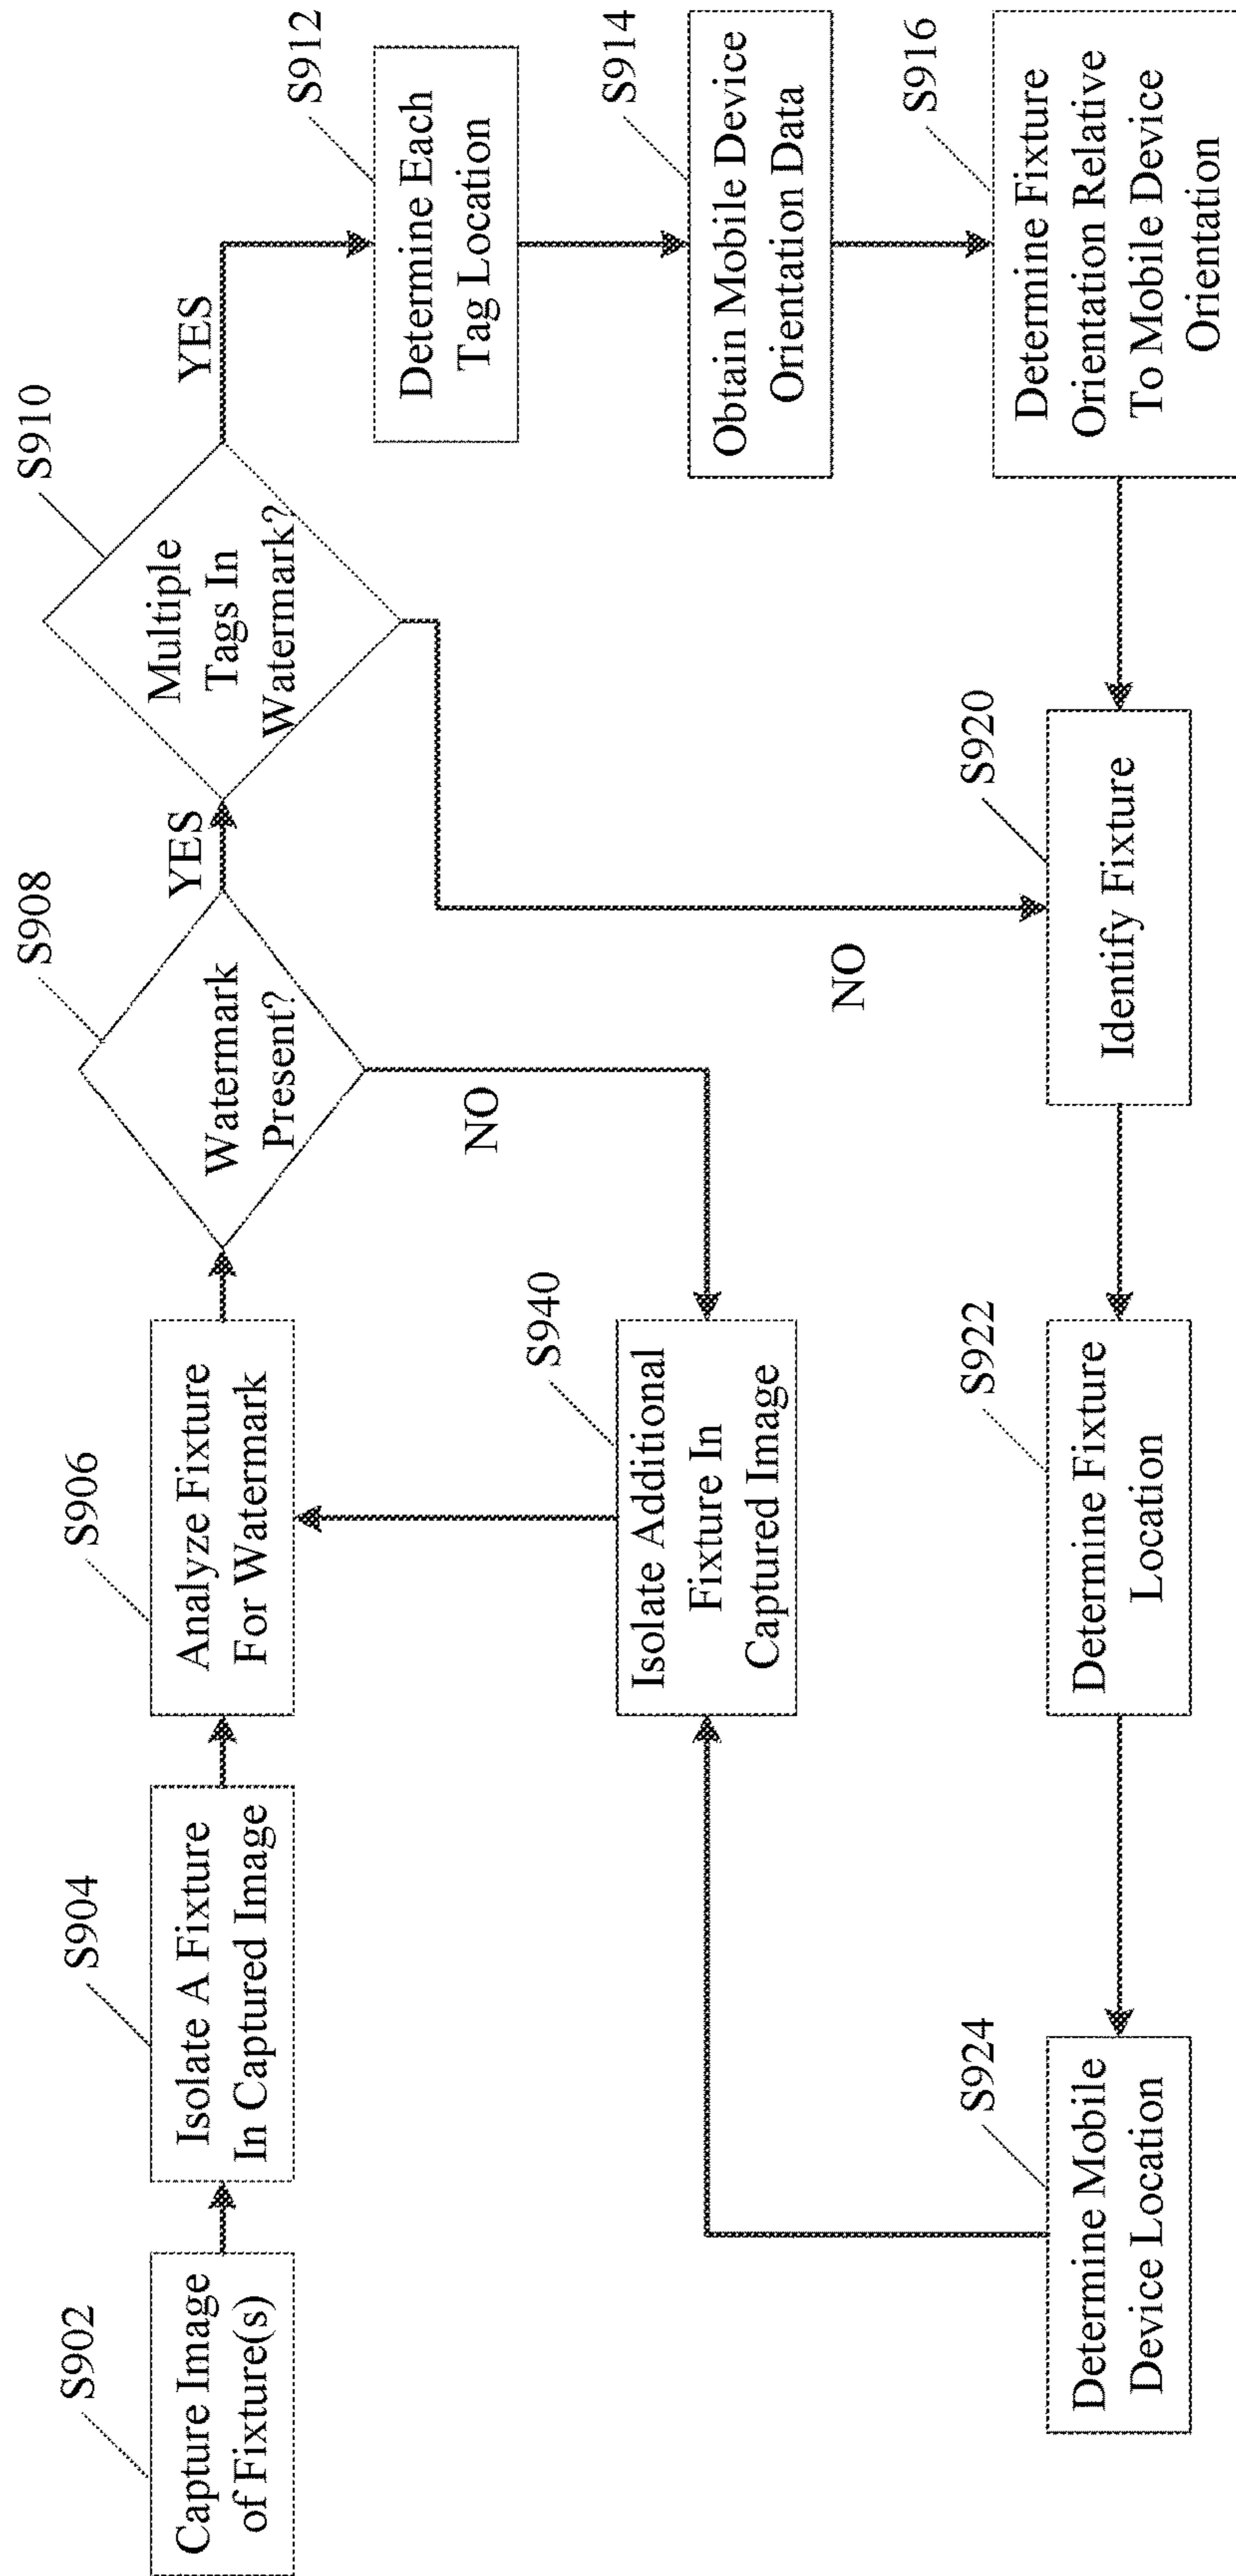 S902
Capture Image
of Fixture(s)
S904
Isolate A Fixture
In Captured Image
S906
Analyze Fixture
For Watermark
S908
Watermark
Present?
YES
NO
S910
Multiple
Tags In
Watermark?
YES
NO
S912
Determine Each
Tag Location
S914
Obtain Mobile Device
Orientation Data
S916
Determine Fixture
Orientation Relative
To Mobile Device
Orientation
S920
Identify Fixture
S922
Determine Fixture
Location
S924
Determine Mobile
Device Location
S940
Isolate Additional
Fixture In
Captured Image